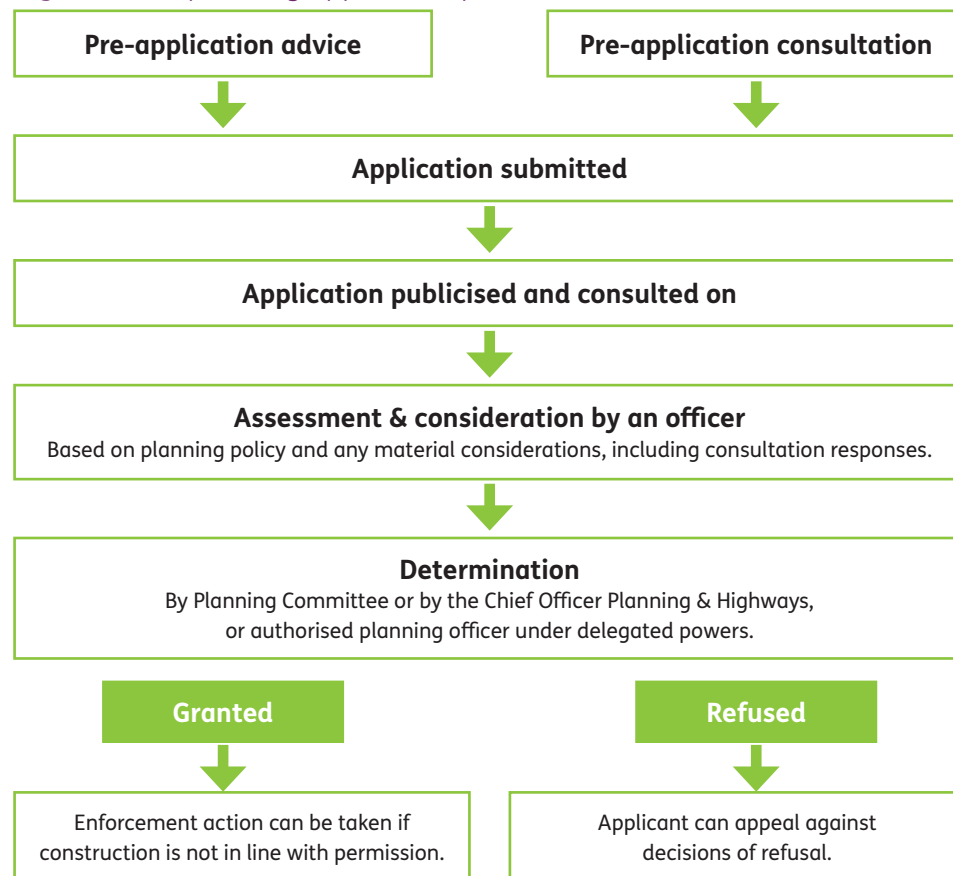 Pre-application advice
Pre-application consultation
Application submitted
Application publicised and consulted on
Assessment & consideration by an officer
Based on planning policy and any material considerations, including consultation responses.
Determination
By Planning Committee or by the Chief Officer Planning & Highways,
or authorised planning officer under delegated powers.
Granted
Refused
Enforcement action can be taken if
construction is not in line with permission.
Applicant can appeal against
decisions of refusal.